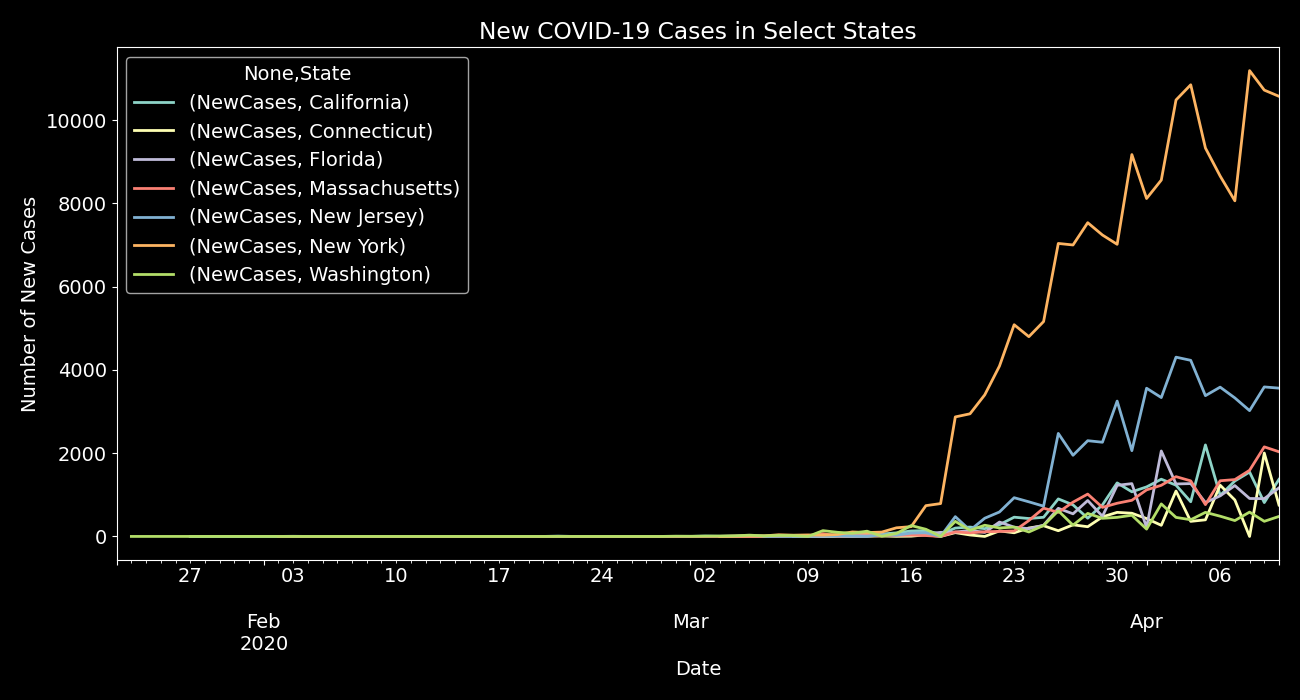 New COVID-19 Cases in Select States
None,State
(NewCases, California)
(NewCases, Connecticut)
(NewCases, Florida)
(NewCases, Massachusetts)
(NewCases, New Jersey)
(NewCases, New York)
(NewCases, Washington)
Number of New Cases
10000
8000
6000
4000
2000
0
27 03 10 17 24 02 09 16 23 30 06
Feb Mar Apr
2020
Date